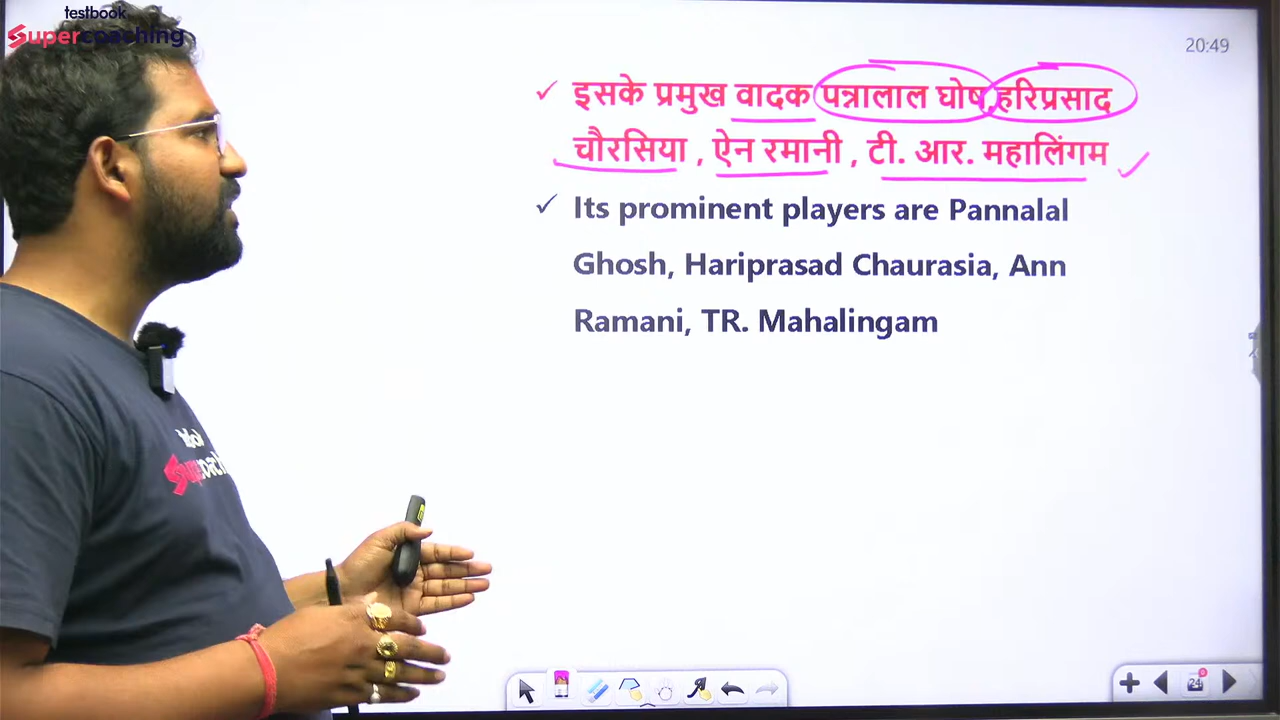 testbook
Supercoaching
20:49
इसके प्रमुख वादक पन्नालाल घोष,हरिप्रसाद
चौरसिया , ऐन रमानी , टी. आर. महालिंगम
Its prominent players are Pannalal
Ghosh, Hariprasad Chaurasia, Ann
Ramani, TR. Mahalingam
24